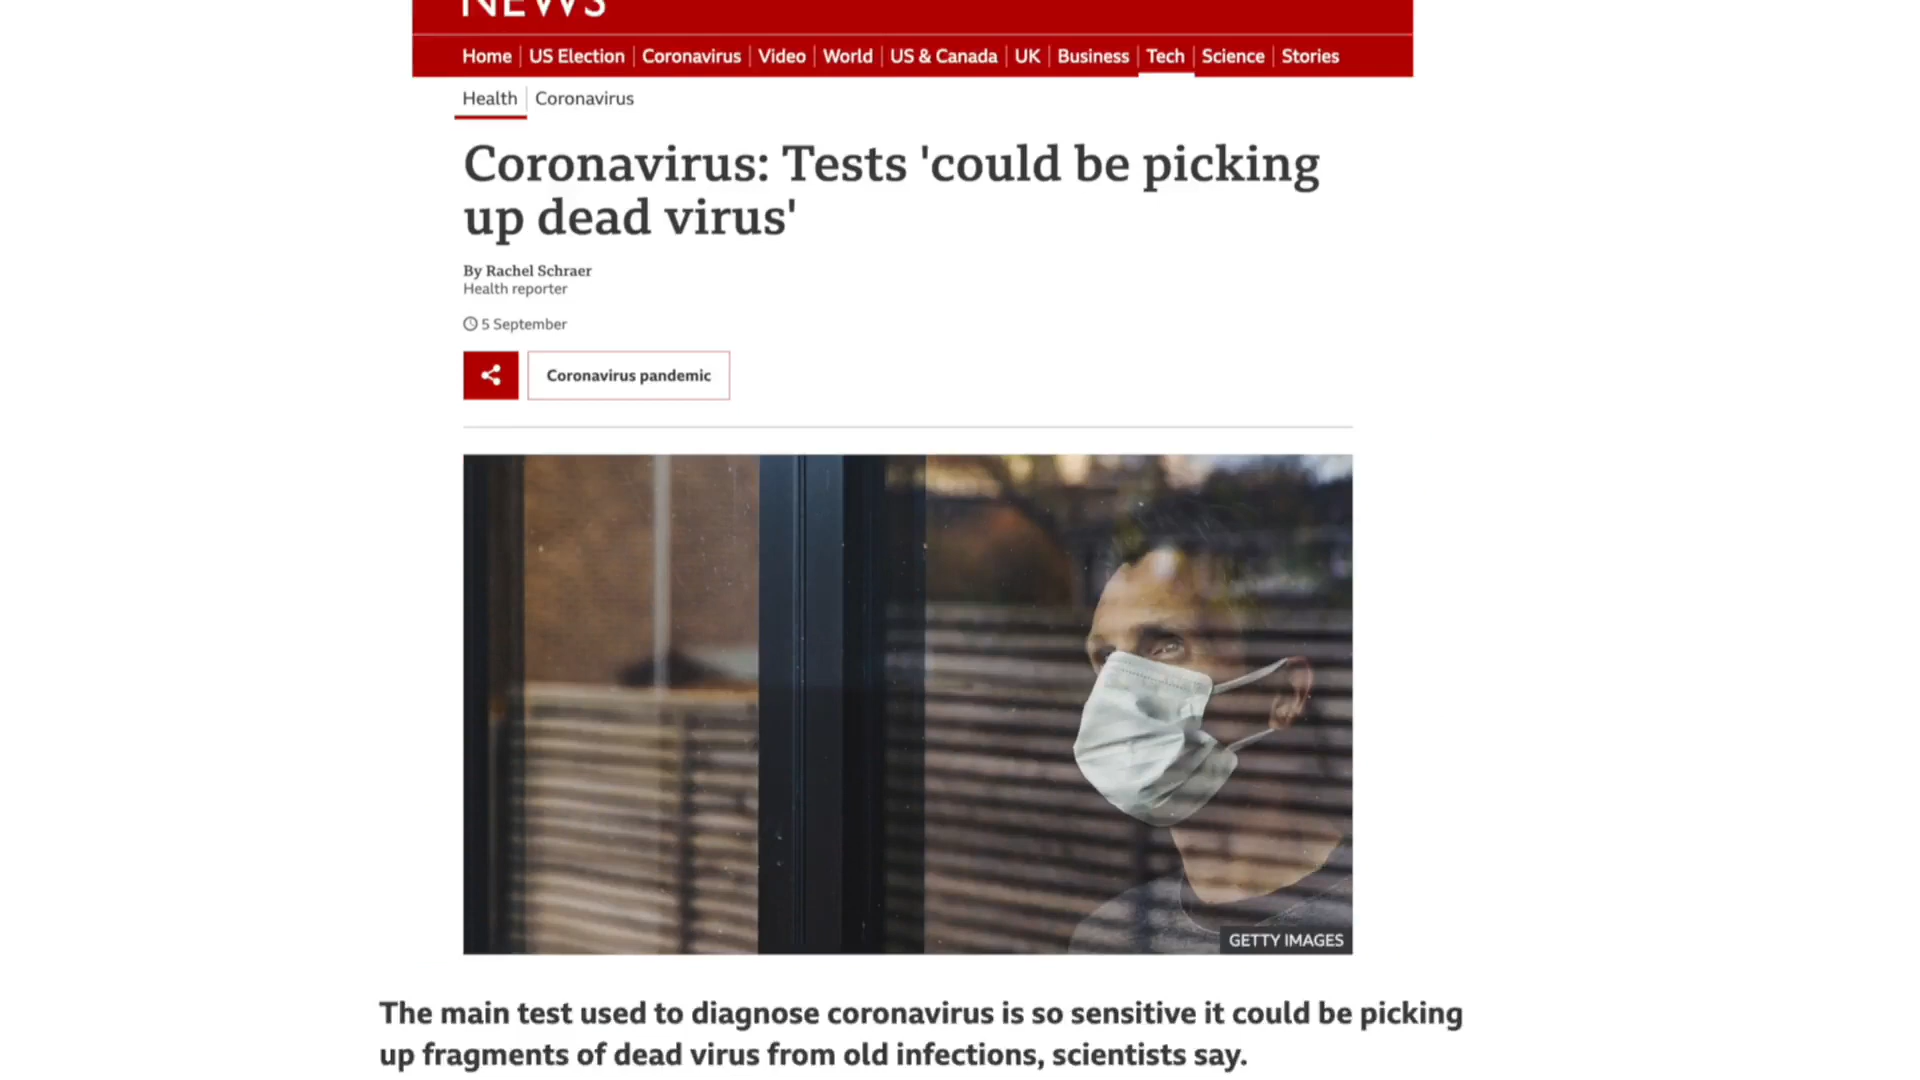 NEWS
Home US Election Coronavirus Video World US & Canada UK Business Tech Science Stories
Health Coronavirus
Coronavirus: Tests 'could be picking
up dead virus'
By Rachel Schraer
Health reporter
5 September
Coronavirus pandemic
GETTY IMAGES
The main test used to diagnose coronavirus is so sensitive it could be picking
up fragments of dead virus from old infections, scientists say.